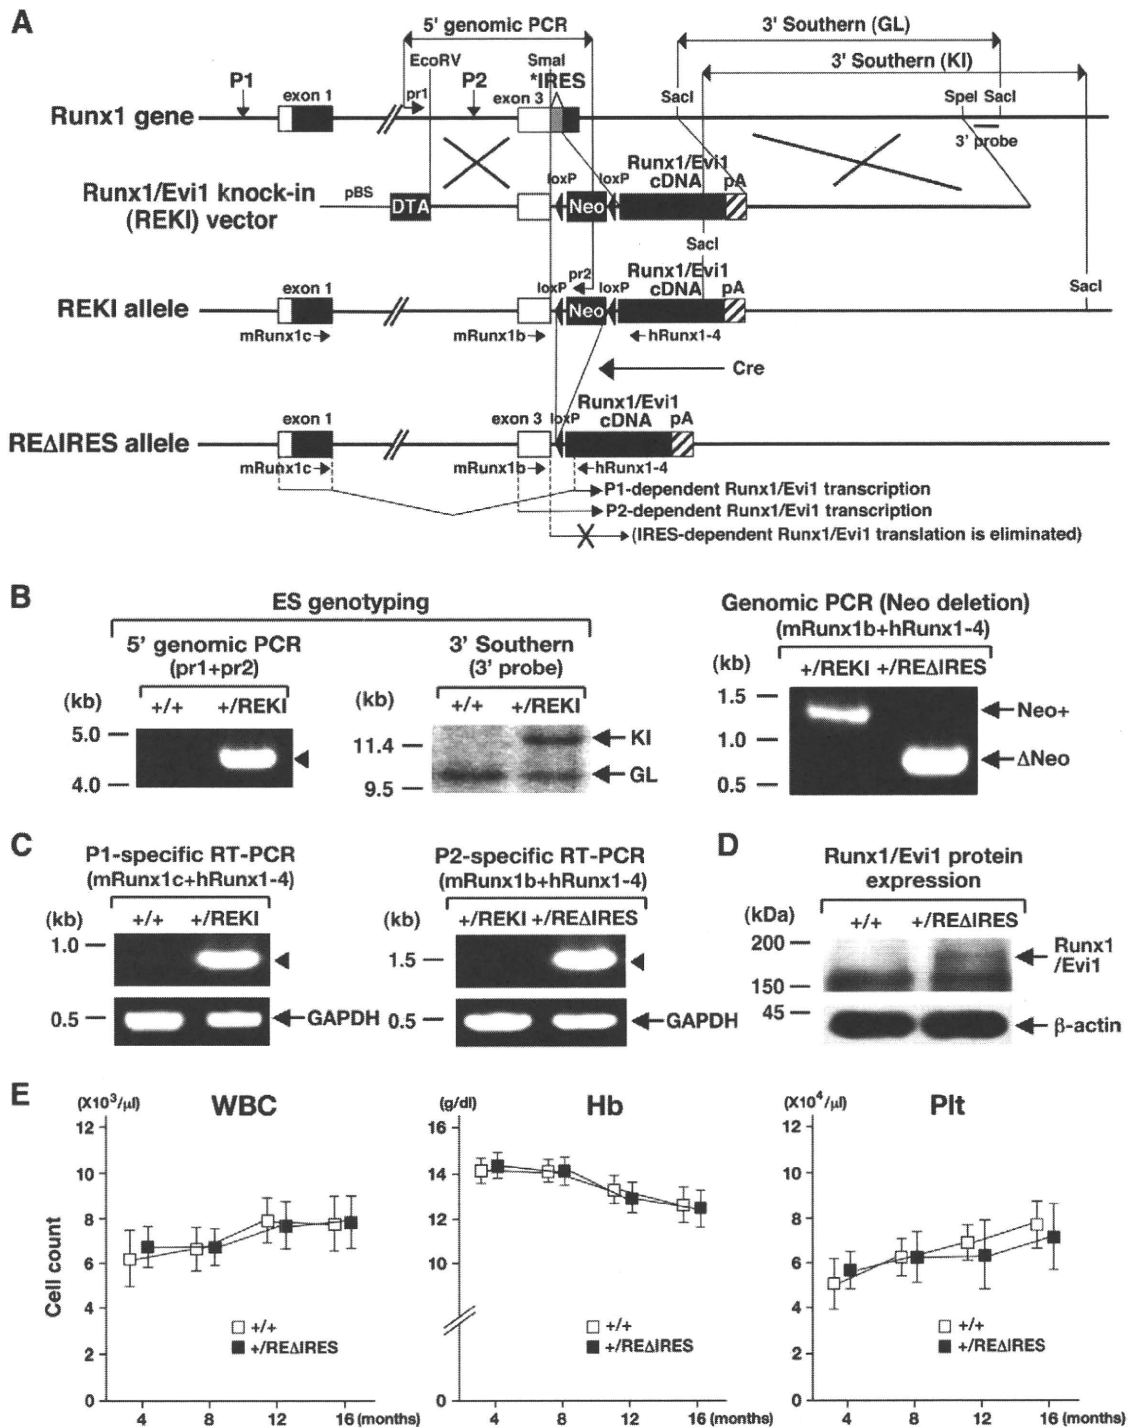 A
5' genomic PCR
3' Southern (GL)
3' Southern (KI)
EcoRV
SmaI
P1
P2
*IRES
exon 1
pr1
exon 3
SacI
SpeI
SacI
Runx1 gene
3' probe
Runx1/Evi1
cDNA
pA
loxP
loxP
Runx1/Evi1 knock-in
(REKI) vector
pBS
DTA
Neo
SacI
pr2
Runx1/Evi1
cDNA
pA
loxP
loxP
exon 1
SacI
REKI allele
Neo
mRunx1c
mRunx1b
hRunx1-4
Cre
Runx1/Evi1
cDNA
pA
exon 1
exon 3
loxP
REΔIRES allele
mRunx1c
mRunx1b
hRunx1-4
P1-dependent Runx1/Evi1 transcription
P2-dependent Runx1/Evi1 transcription
(IRES-dependent Runx1/Evi1 translation is eliminated)
B
ES genotyping
5' genomic PCR
(pr1+pr2)
(kb)
+/+
+/REKI
5.0
4.0
3' Southern
(3' probe)
(kb)
+/+
+/REKI
11.4
9.5
KI
GL
Genomic PCR (Neo deletion)
(mRunx1b+hRunx1-4)
(kb)
+/REKI
+/REΔIRES
1.5
1.0
0.5
Neo+
ΔNeo
C
P1-specific RT-PCR
(mRunx1c+hRunx1-4)
(kb)
+/+
+/REKI
1.0
0.5
GAPDH
P2-specific RT-PCR
(mRunx1b+hRunx1-4)
(kb)
+/REKI
+/REΔIRES
1.5
0.5
GAPDH
D
Runx1/Evi1 protein
expression
(kDa)
+/+
+/REΔIRES
200
150
45
Runx1
/Evi1
β-actin
E
(X10³/μl)
WBC
12
10
8
6
4
2
0
Cell count
+/+
+/REΔIRES
4
8
12
16
(months)
(g/dl)
Hb
16
14
12
10
0
+/+
+/REΔIRES
4
8
12
16
(months)
(X10⁴/μl)
Plt
12
10
8
6
4
2
0
+/+
+/REΔIRES
4
8
12
16
(months)